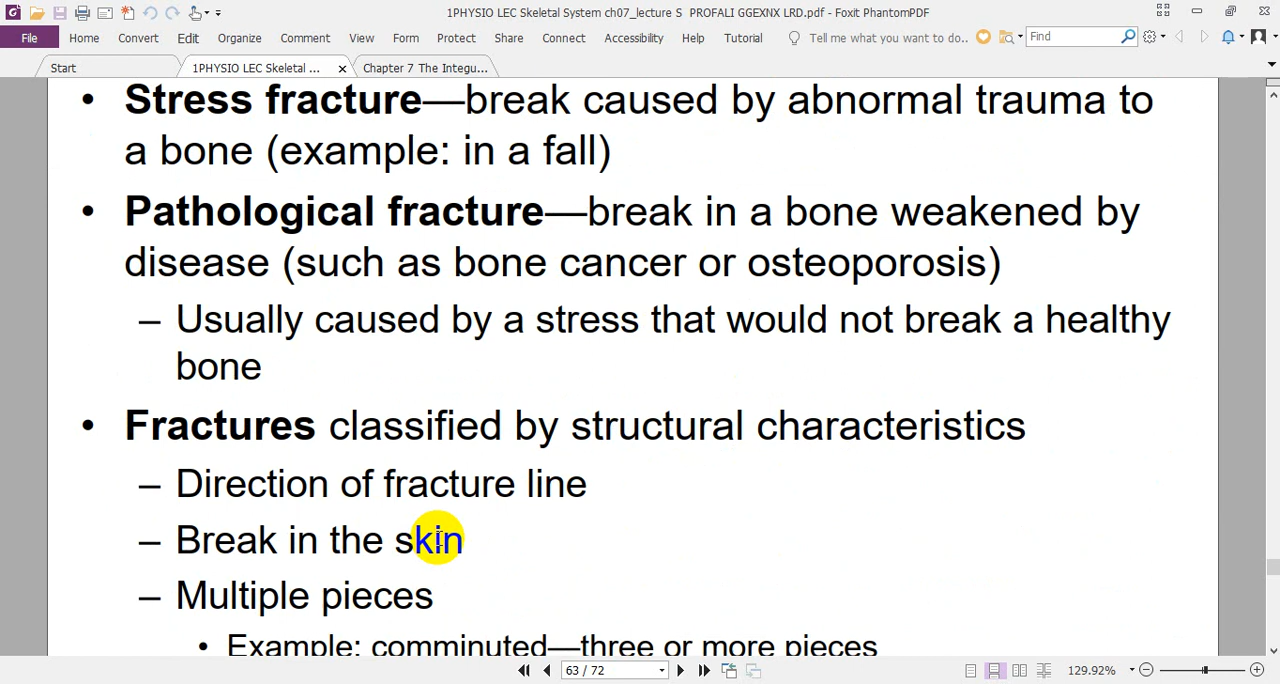 1PHYSIO LEC Skeletal System ch07_lecture S PROFALI GGEXNX LRD.pdf - Foxit PhantomPDF
File Home Convert Edit Organize Comment View Form Protect Share Connect Accessibility Help Tutorial Tell me what you want to do.. Find
Start 1PHYSIO LEC Skeletal ... Chapter 7 The Integu...
• Stress fracture—break caused by abnormal trauma to
a bone (example: in a fall)
• Pathological fracture—break in a bone weakened by
disease (such as bone cancer or osteoporosis)
– Usually caused by a stress that would not break a healthy
bone
• Fractures classified by structural characteristics
– Direction of fracture line
– Break in the skin
– Multiple pieces
• Example: comminuted—three or more pieces
63 / 72 129.92%